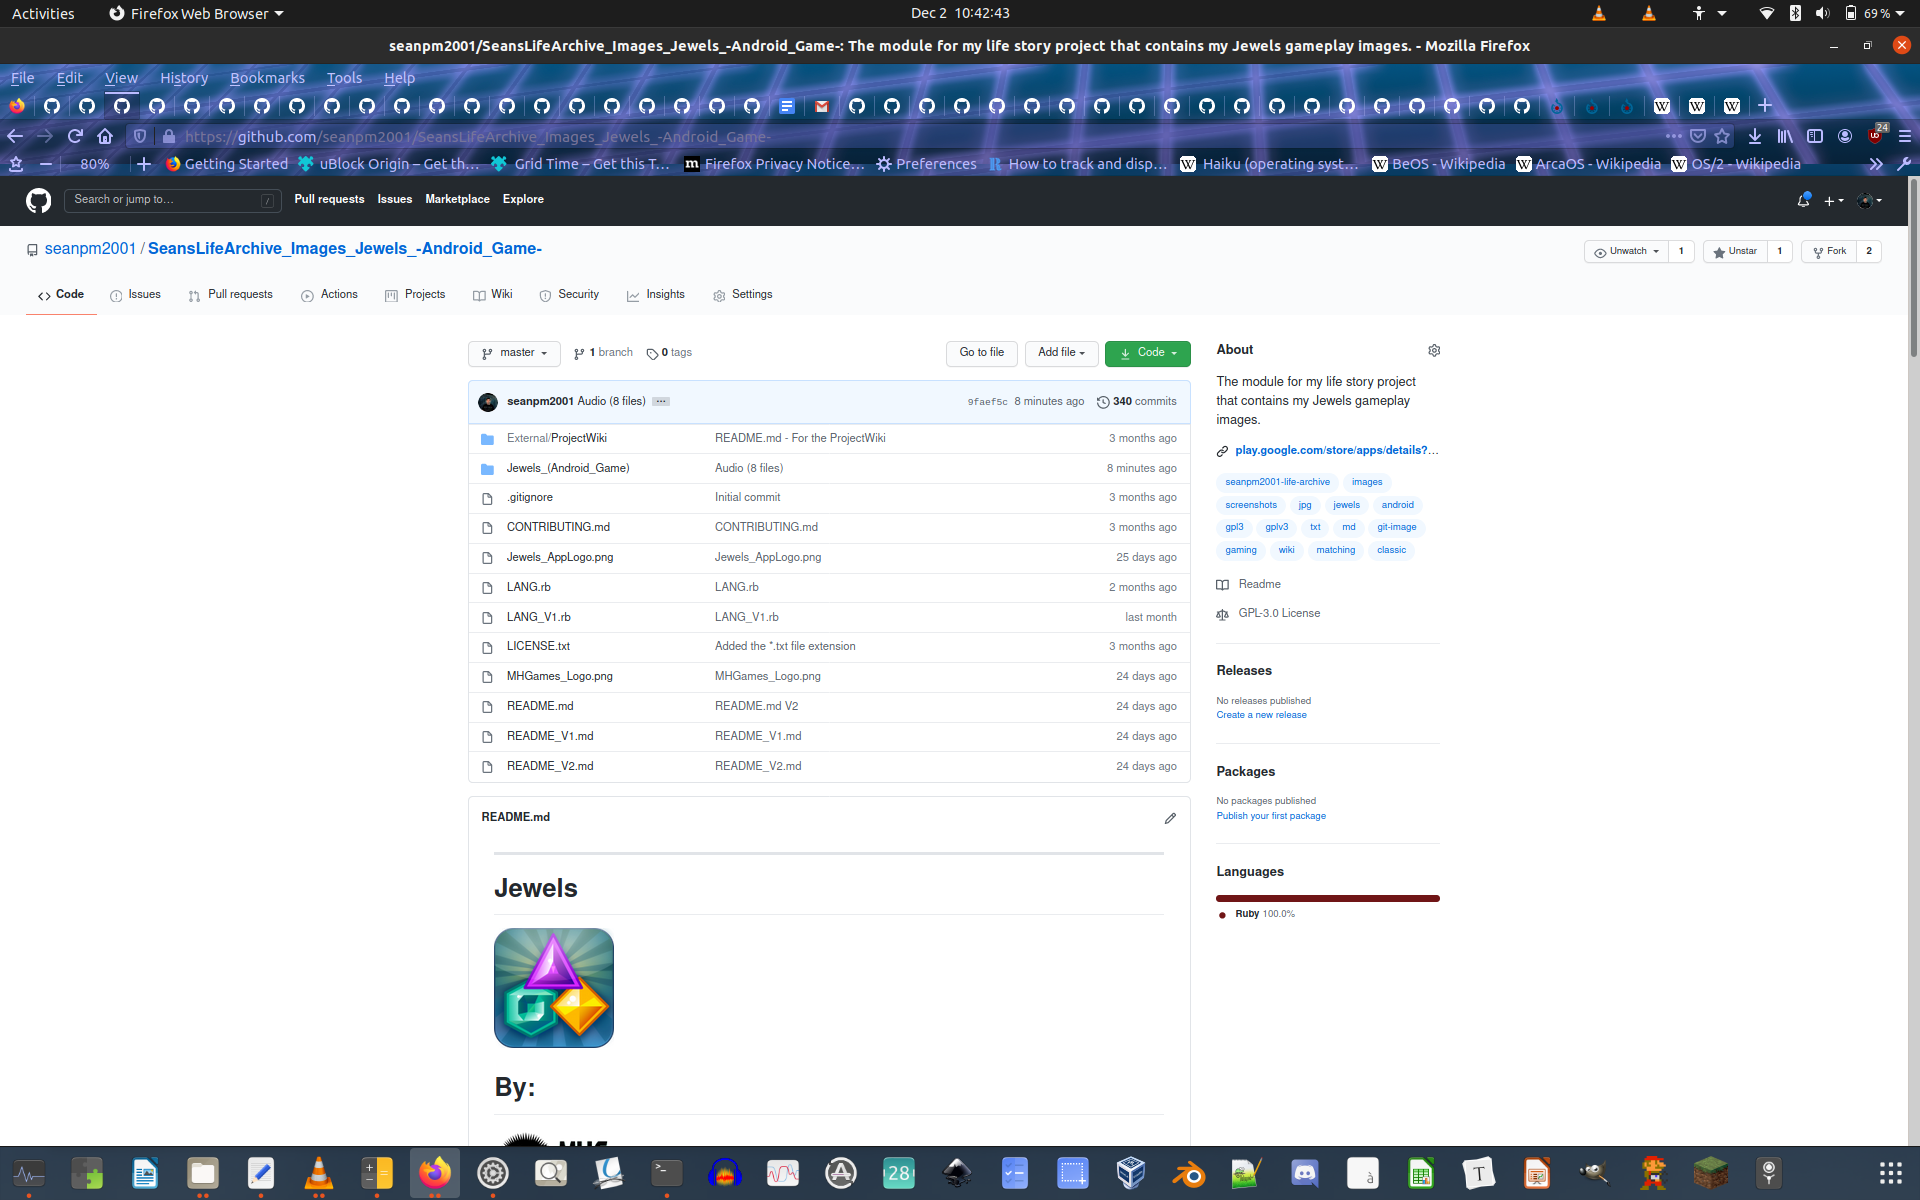 Activities Firefox Web Browser Dec 2 10:42:43 69 %
seanpm2001/SeansLifeArchive_Images_Jewels_-Android_Game-: The module for my life story project that contains my Jewels gameplay images. - Mozilla Firefox
File Edit View History Bookmarks Tools Help
https://github.com/seanpm2001/SeansLifeArchive_Images_Jewels_-Android_Game- 24
80% Getting Started uBlock Origin – Get th… Grid Time – Get this T… Firefox Privacy Notice… Preferences How to track and disp… Haiku (operating syst… BeOS - Wikipedia ArcaOS - Wikipedia OS/2 - Wikipedia
Search or jump to… / Pull requests Issues Marketplace Explore
seanpm2001 / SeansLifeArchive_Images_Jewels_-Android_Game-
Unwatch 1 Unstar 1 Fork 2
Code Issues Pull requests Actions Projects Wiki Security Insights Settings
master 1 branch 0 tags Go to file Add file Code
seanpm2001 Audio (8 files) ... 9faef5c 8 minutes ago 340 commits
External/ProjectWiki README.md - For the ProjectWiki 3 months ago
Jewels_(Android_Game) Audio (8 files) 8 minutes ago
.gitignore Initial commit 3 months ago
CONTRIBUTING.md CONTRIBUTING.md 3 months ago
Jewels_AppLogo.png Jewels_AppLogo.png 25 days ago
LANG.rb LANG.rb 2 months ago
LANG_V1.rb LANG_V1.rb last month
LICENSE.txt Added the *.txt file extension 3 months ago
MHGames_Logo.png MHGames_Logo.png 24 days ago
README.md README.md V2 24 days ago
README_V1.md README_V1.md 24 days ago
README_V2.md README_V2.md 24 days ago
README.md
Jewels
By:
About
The module for my life story project
that contains my Jewels gameplay
images.
play.google.com/store/apps/details?…
seanpm2001-life-archive images
screenshots jpg jewels android
gpl3 gplv3 txt md git-image
gaming wiki matching classic
Readme
GPL-3.0 License
Releases
No releases published
Create a new release
Packages
No packages published
Publish your first package
Languages
Ruby 100.0%
28